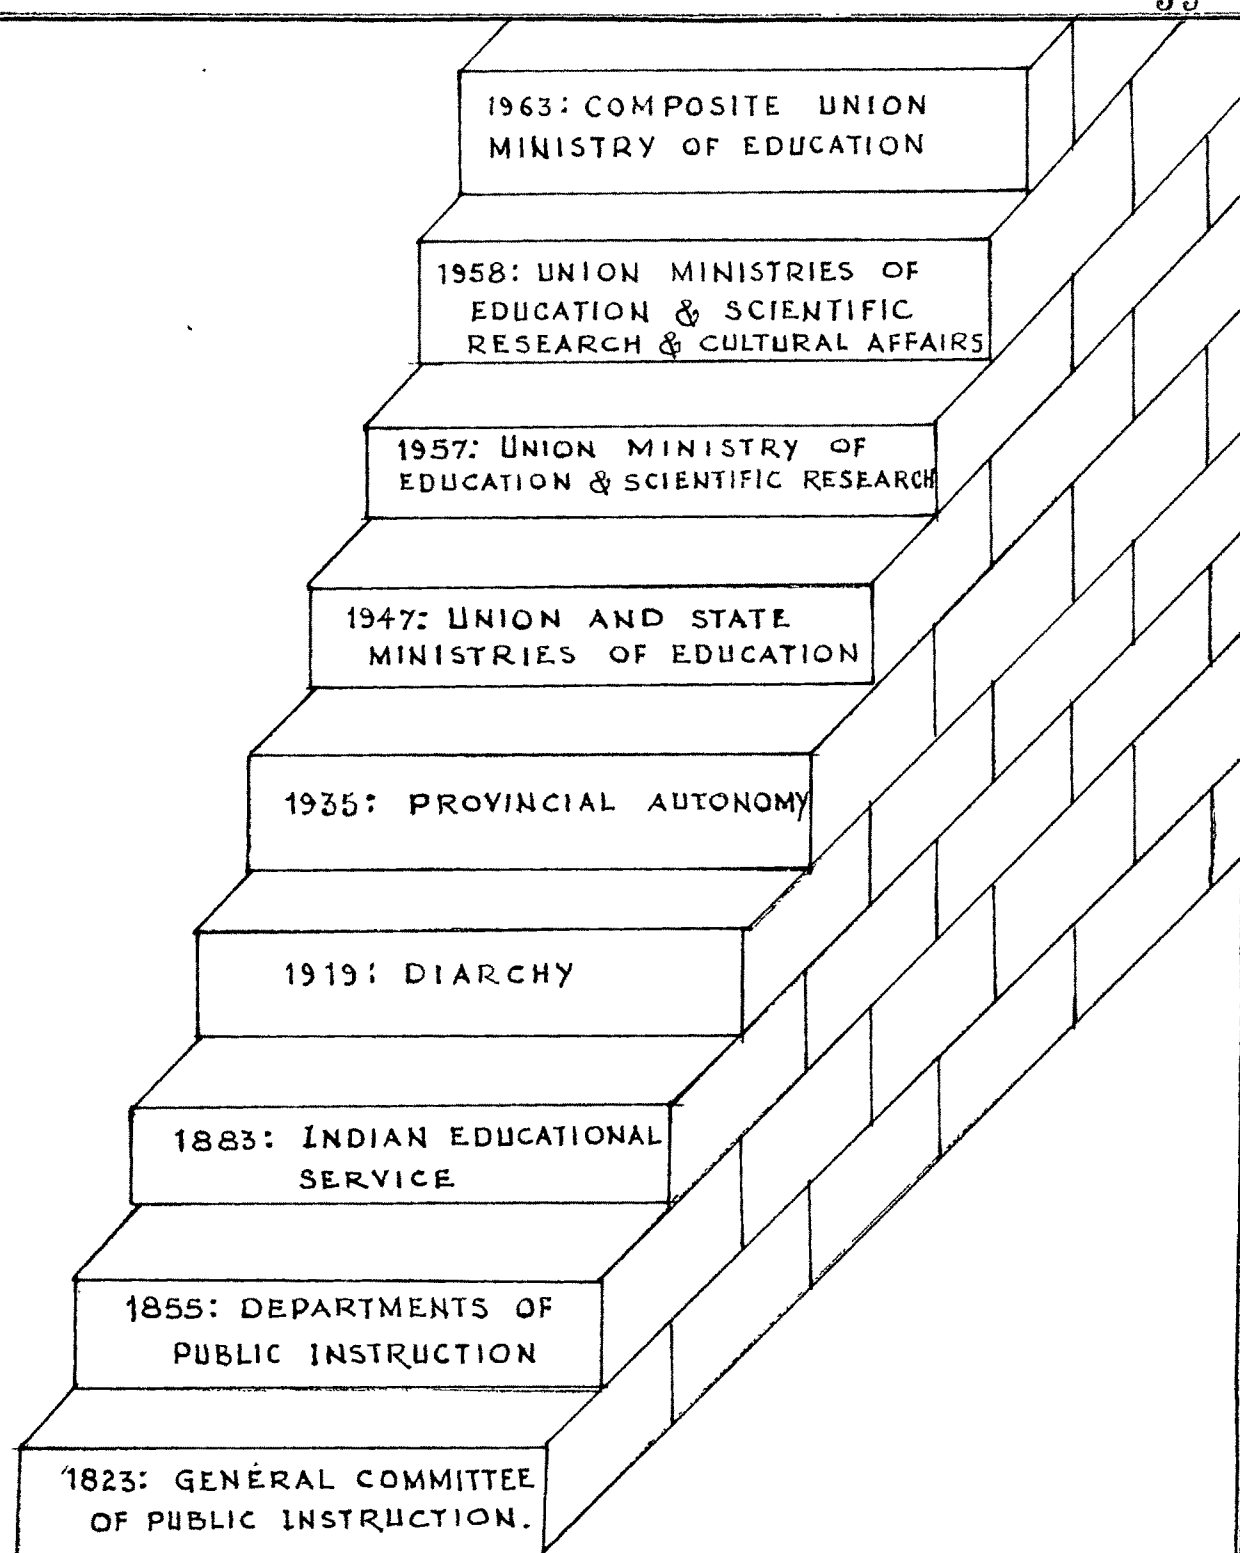 1963: COMPOSITE UNION
MINISTRY OF EDUCATION
1958: UNION MINISTRIES OF
EDUCATION & SCIENTIFIC
RESEARCH & CULTURAL AFFAIRS
1957: UNION MINISTRY OF
EDUCATION & SCIENTIFIC RESEARCH
1947: UNION AND STATE
MINISTRIES OF EDUCATION
1935: PROVINCIAL AUTONOMY
1919: DIARCHY
1883: INDIAN EDUCATIONAL
SERVICE
1855: DEPARTMENTS OF
PUBLIC INSTRUCTION
1823: GENERAL COMMITTEE
OF PUBLIC INSTRUCTION.